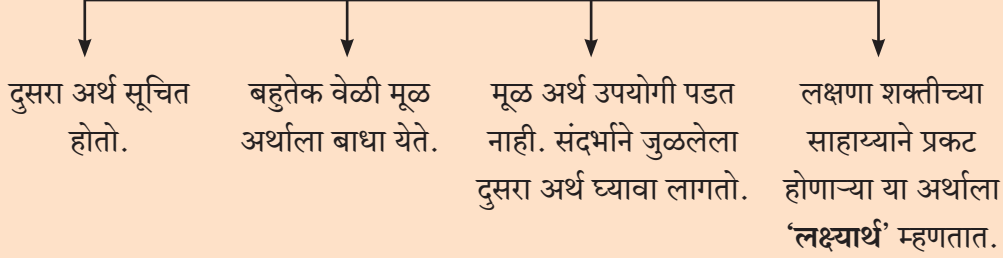 दुसरा अर्थ सूचित
होतो.
बहुतेक वेळी मूळ
अर्थाला बाधा येते.
मूळ अर्थ उपयोगी पडत
नाही. संदर्भाने जुळलेला
दुसरा अर्थ घ्यावा लागतो.
लक्षणा शक्तीच्या
साहाय्याने प्रकट
होणाऱ्या या अर्थाला
‘लक्ष्यार्थ’ म्हणतात.